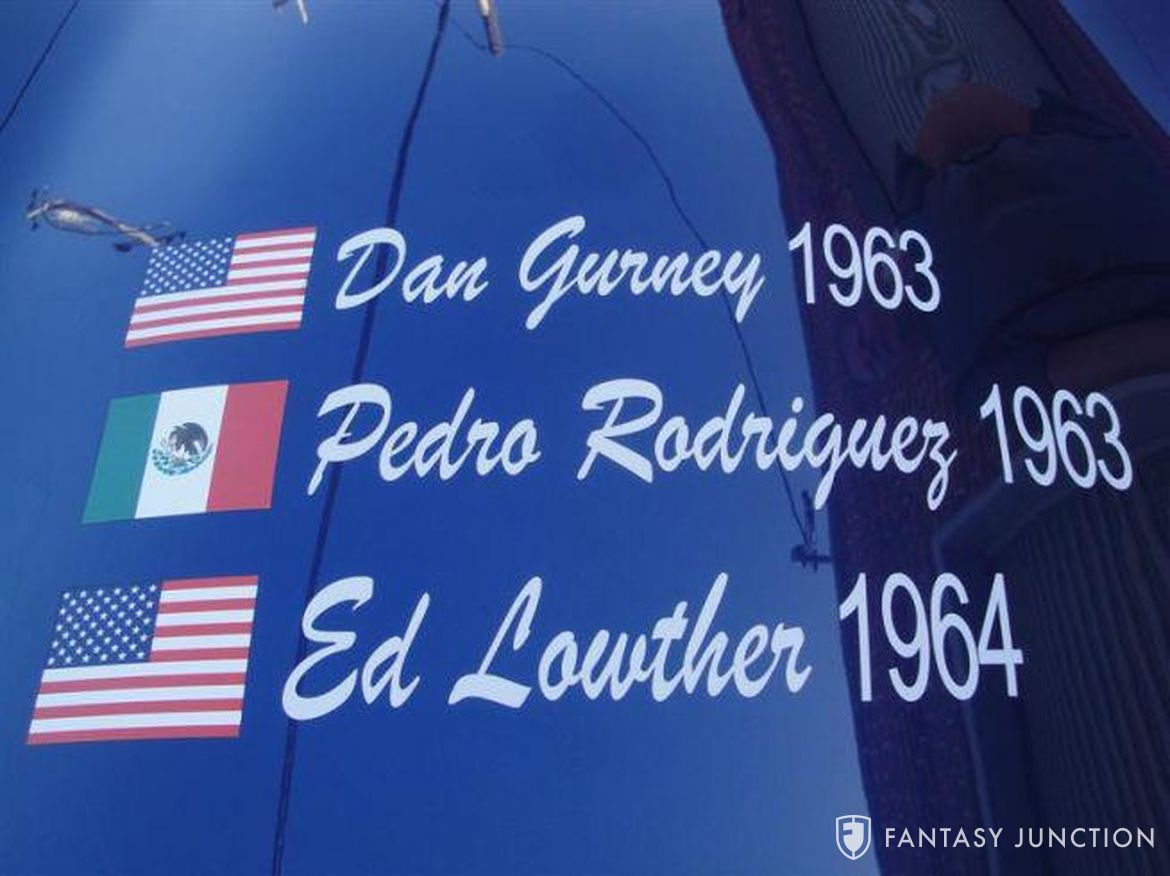 Dan Gurney 1963
Pedro Rodriguez 1963
Ed Lowther 1964
FANTASY JUNCTION